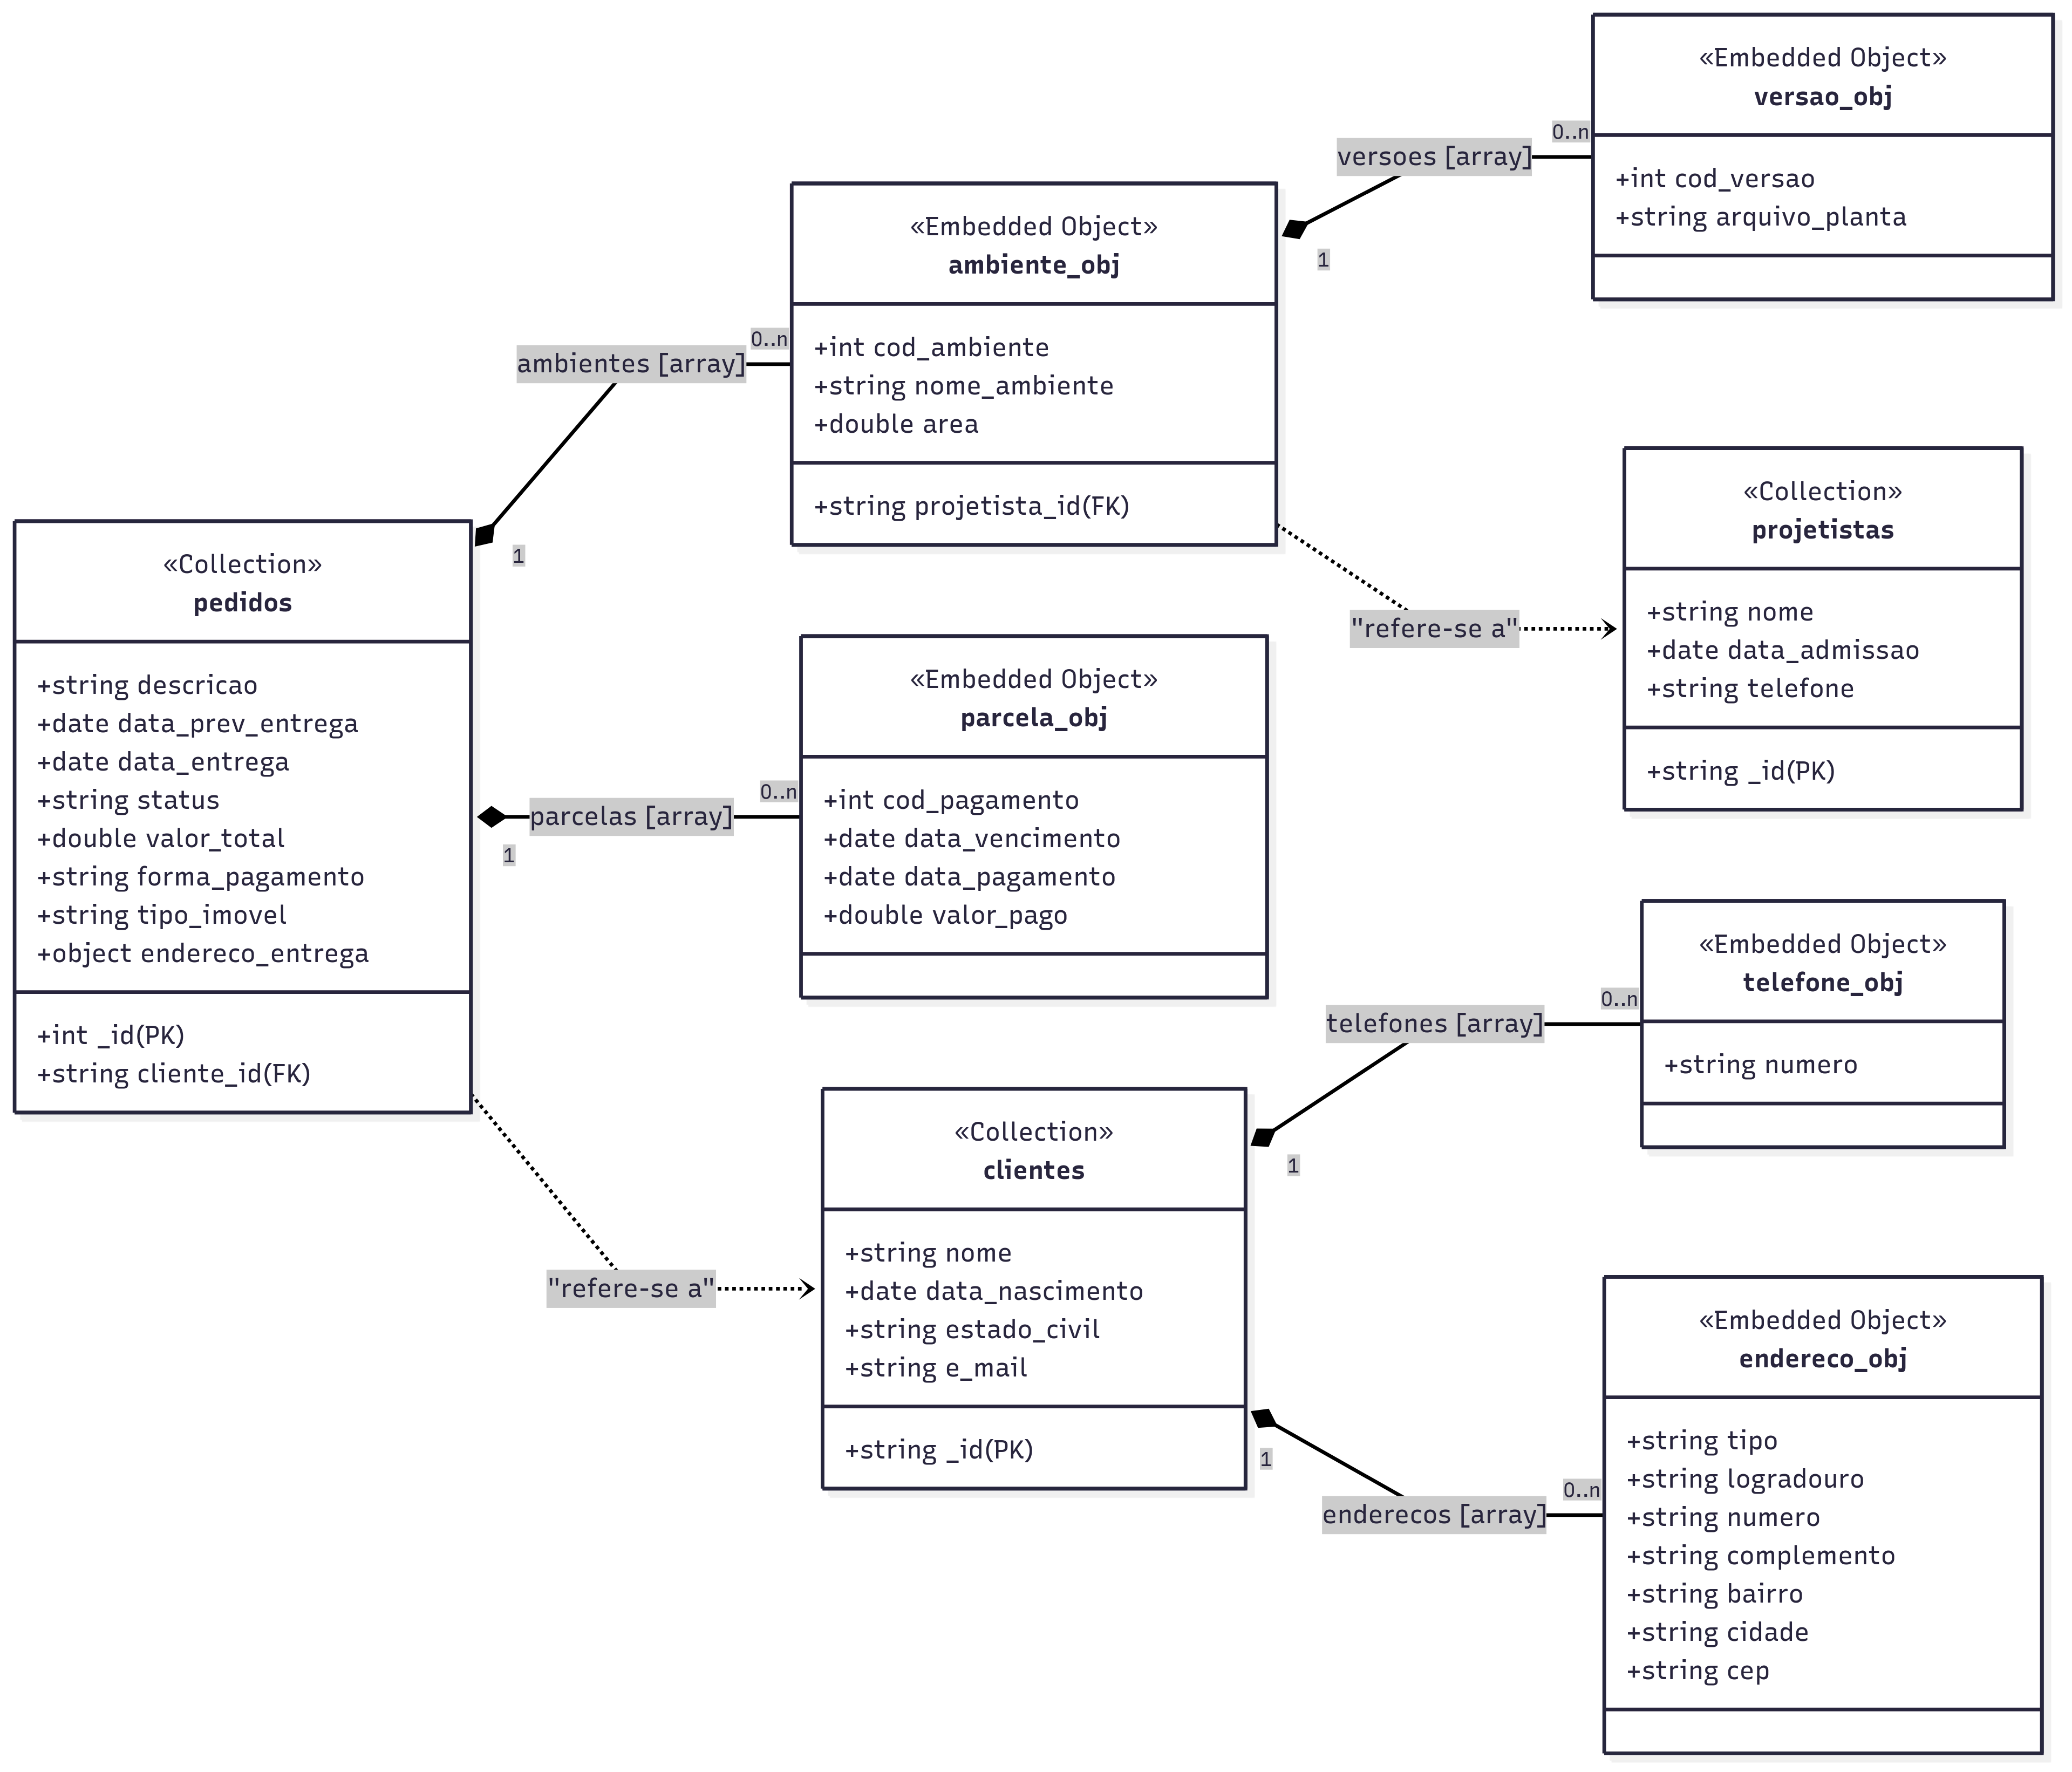 «Embedded Object»
versao_obj
+int cod_versao
+string arquivo_planta
versoes [array]
0..n
1
«Embedded Object»
ambiente_obj
+int cod_ambiente
+string nome_ambiente
+double area
+string projetista_id(FK)
ambientes [array]
0..n
1
«Collection»
projetistas
+string nome
+date data_admissao
+string telefone
+string _id(PK)
"refere-se a"
«Collection»
pedidos
+string descricao
+date data_prev_entrega
+date data_entrega
+string status
+double valor_total
+string forma_pagamento
+string tipo_imovel
+object endereco_entrega
+int _id(PK)
+string cliente_id(FK)
parcelas [array]
0..n
1
«Embedded Object»
parcela_obj
+int cod_pagamento
+date data_vencimento
+date data_pagamento
+double valor_pago
«Embedded Object»
telefone_obj
+string numero
telefones [array]
0..n
1
"refere-se a"
«Collection»
clientes
+string nome
+date data_nascimento
+string estado_civil
+string e_mail
+string _id(PK)
1
enderecos [array]
0..n
«Embedded Object»
endereco_obj
+string tipo
+string logradouro
+string numero
+string complemento
+string bairro
+string cidade
+string cep